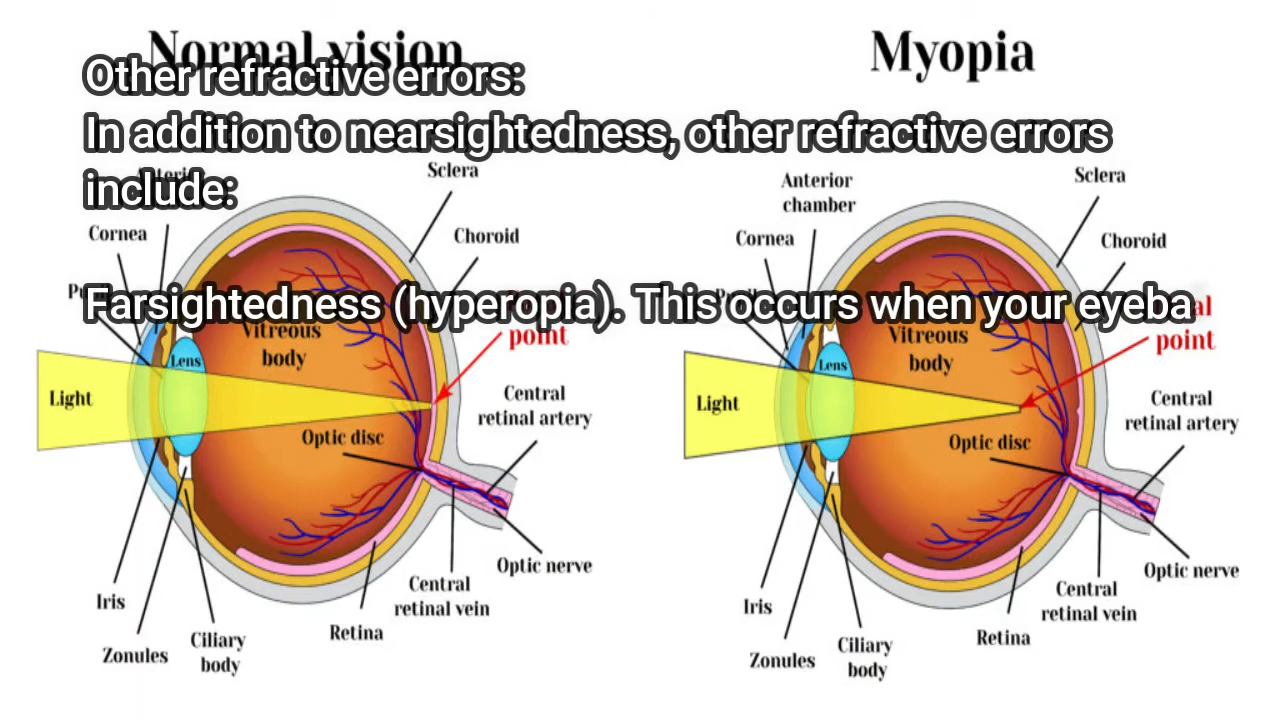 Normal vision
Myopia
Other refractive errors:
In addition to nearsightedness, other refractive errors
include:
Farsightedness (hyperopia). This occurs when your eyeba
Sclera
Cornea
Choroid
Vitreous
body
point
Lens
Light
Central
retinal artery
Optic disc
Optic nerve
Central
retinal vein
Iris
Retina
Zonules
Ciliary
body
Sclera
Anterior
chamber
Cornea
Choroid
Vitreous
body
point
Lens
Light
Central
retinal artery
Optic disc
Optic nerve
Central
retinal vein
Iris
Retina
Zonules
Ciliary
body